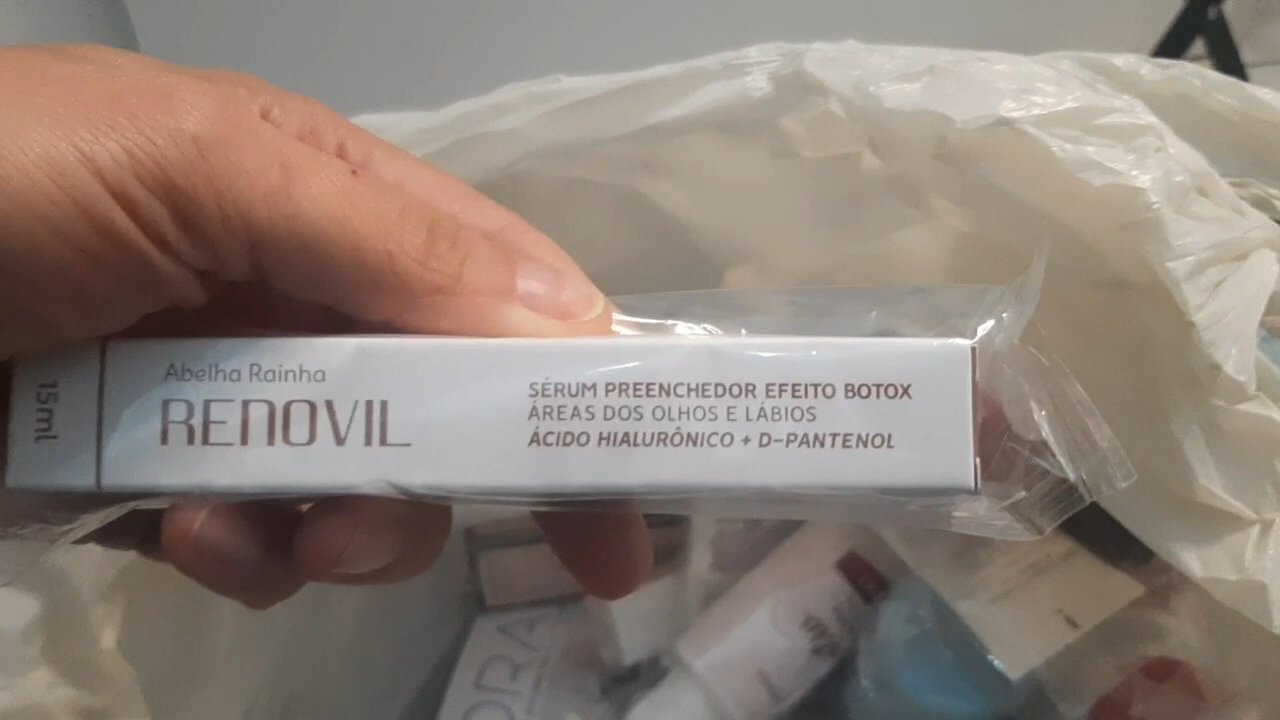 Abelha Rainha
RENOVIL
SÉRUM PREENCHEDOR EFEITO BOTOX
ÁREAS DOS OLHOS E LÁBIOS
ÁCIDO HIALURÔNICO + D-PANTENOL
15ml